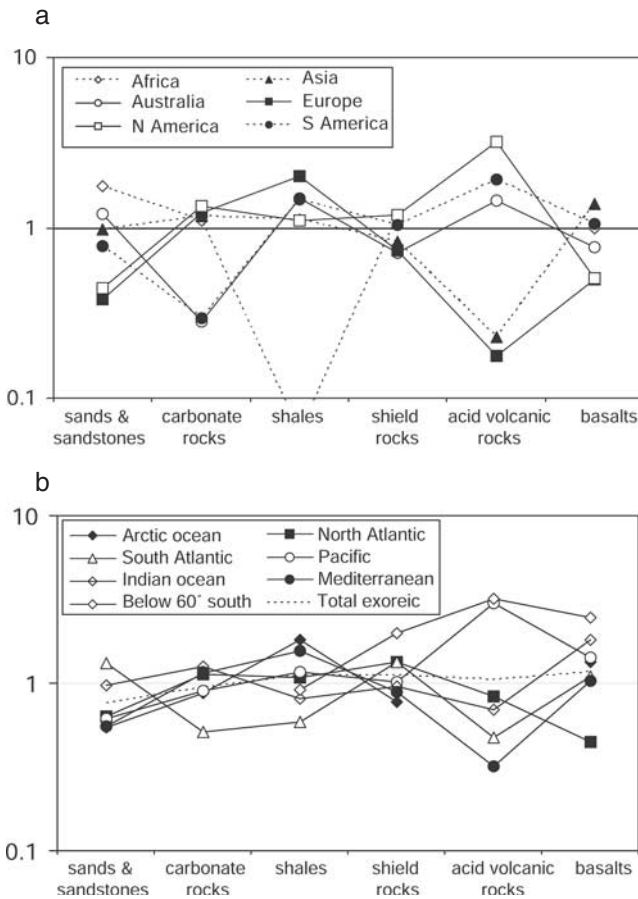 a
10
Africa Asia
Australia Europe
N America S America
1
0.1
sands & sandstones carbonate rocks shales shield rocks acid volcanic rocks basalts
b
10
Arctic ocean North Atlantic
South Atlantic Pacific
Indian ocean Mediterranean
Below 60˚ south Total exoreic
1
0.1
sands & sandstones carbonate rocks shales shield rocks acid volcanic rocks basalts